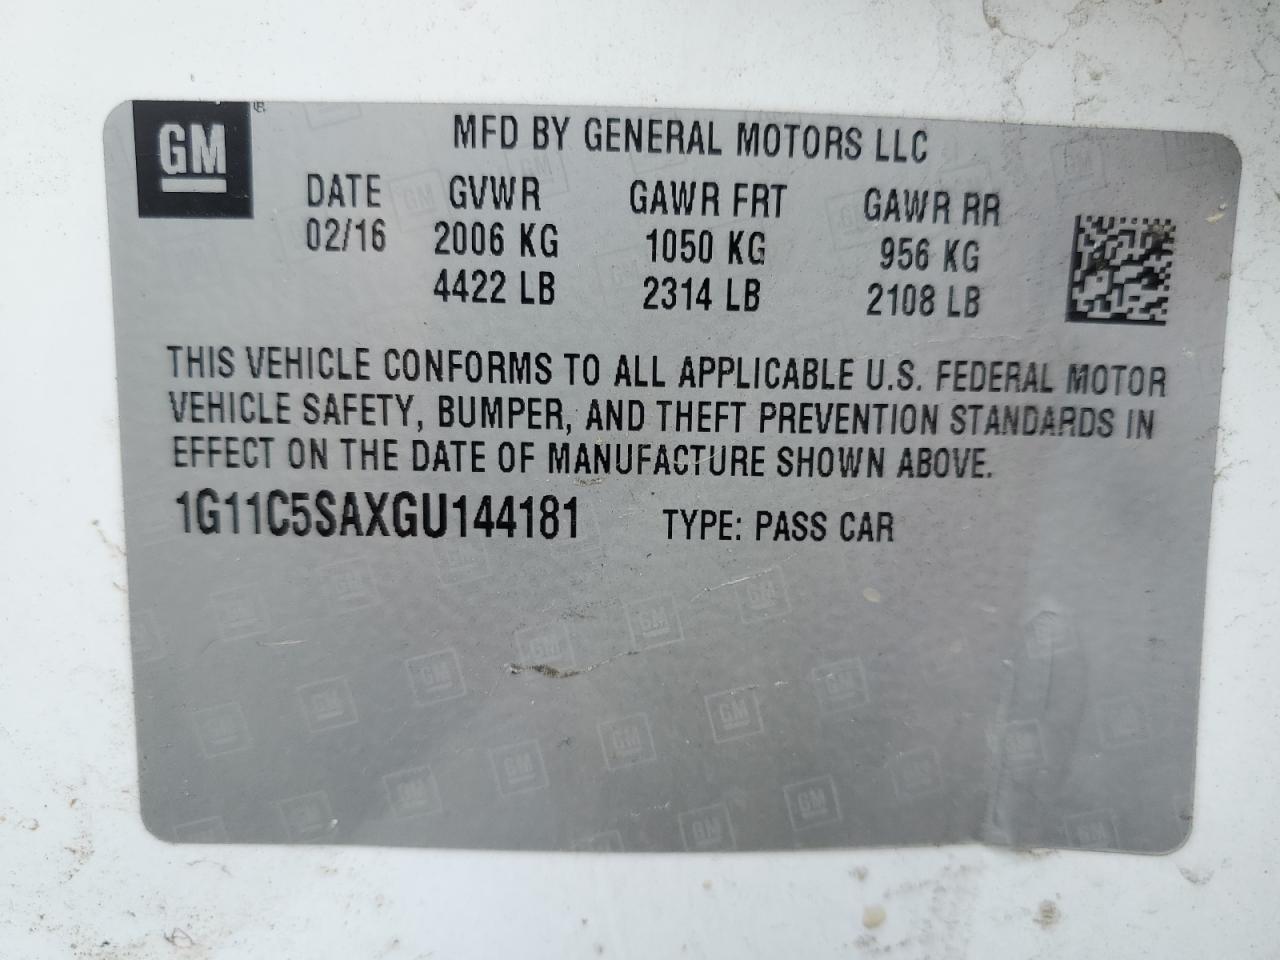 GM ®
MFD BY GENERAL MOTORS LLC
DATE GVWR GAWR FRT GAWR RR
02/16 2006 KG 1050 KG 956 KG
4422 LB 2314 LB 2108 LB
THIS VEHICLE CONFORMS TO ALL APPLICABLE U.S. FEDERAL MOTOR
VEHICLE SAFETY, BUMPER, AND THEFT PREVENTION STANDARDS IN
EFFECT ON THE DATE OF MANUFACTURE SHOWN ABOVE.
1G11C5SAXGU144181 TYPE: PASS CAR